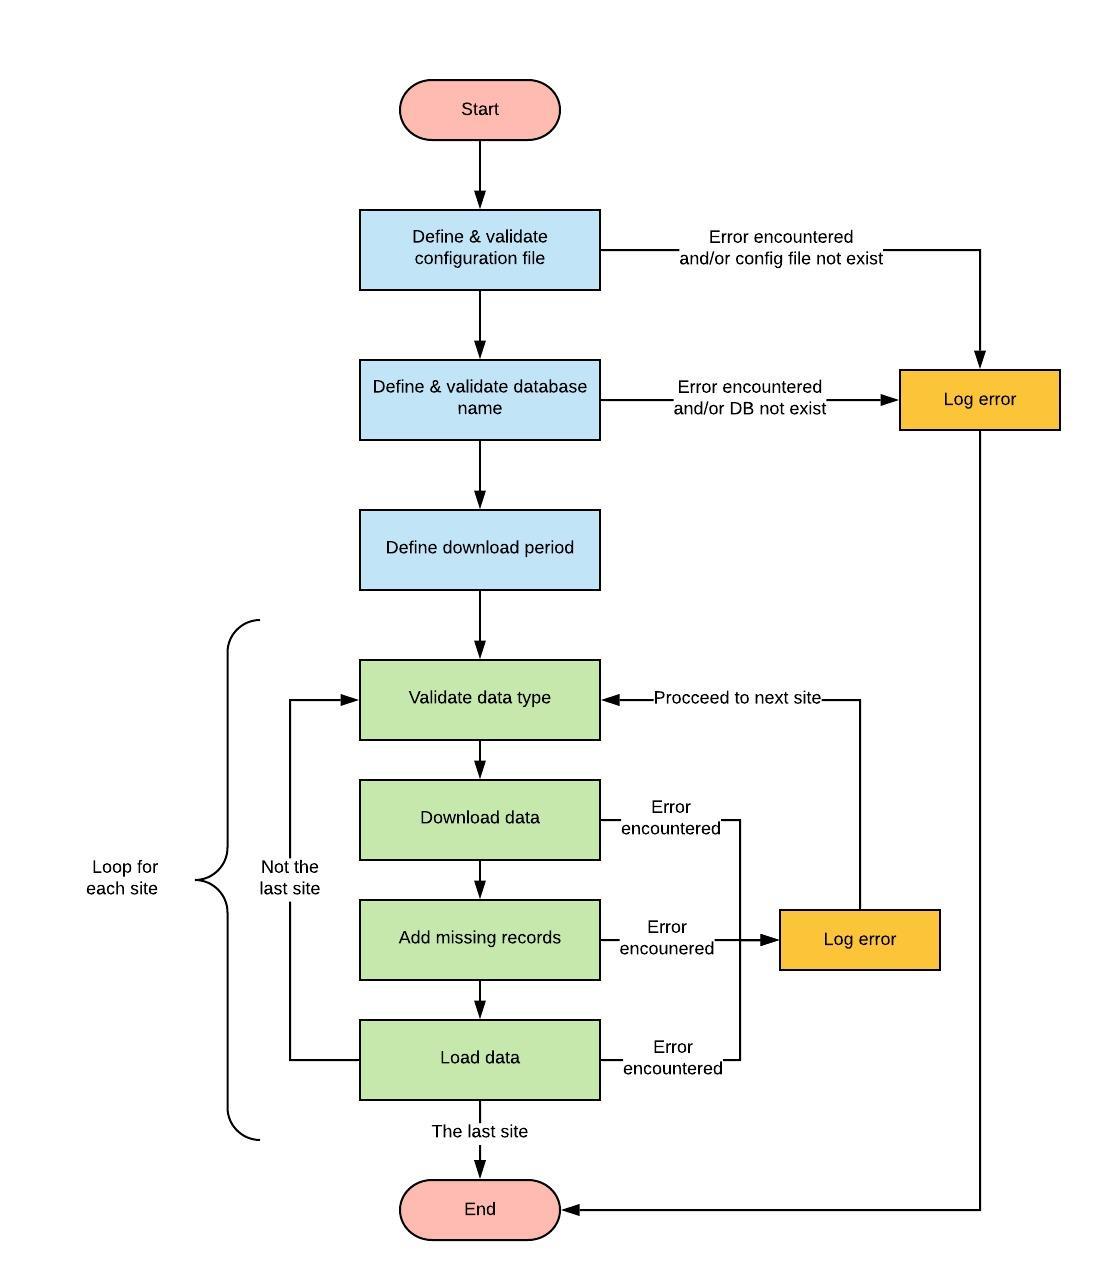 Start
Define & validate
configuration file
Error encountered
and/or config file not exist
Define & validate database
name
Error encountered
and/or DB not exist
Log error
Define download period
Validate data type
Procceed to next site
Download data
Error
encountered
Loop for
each site
Not the
last site
Add missing records
Error
encounered
Log error
Load data
Error
encountered
The last site
End